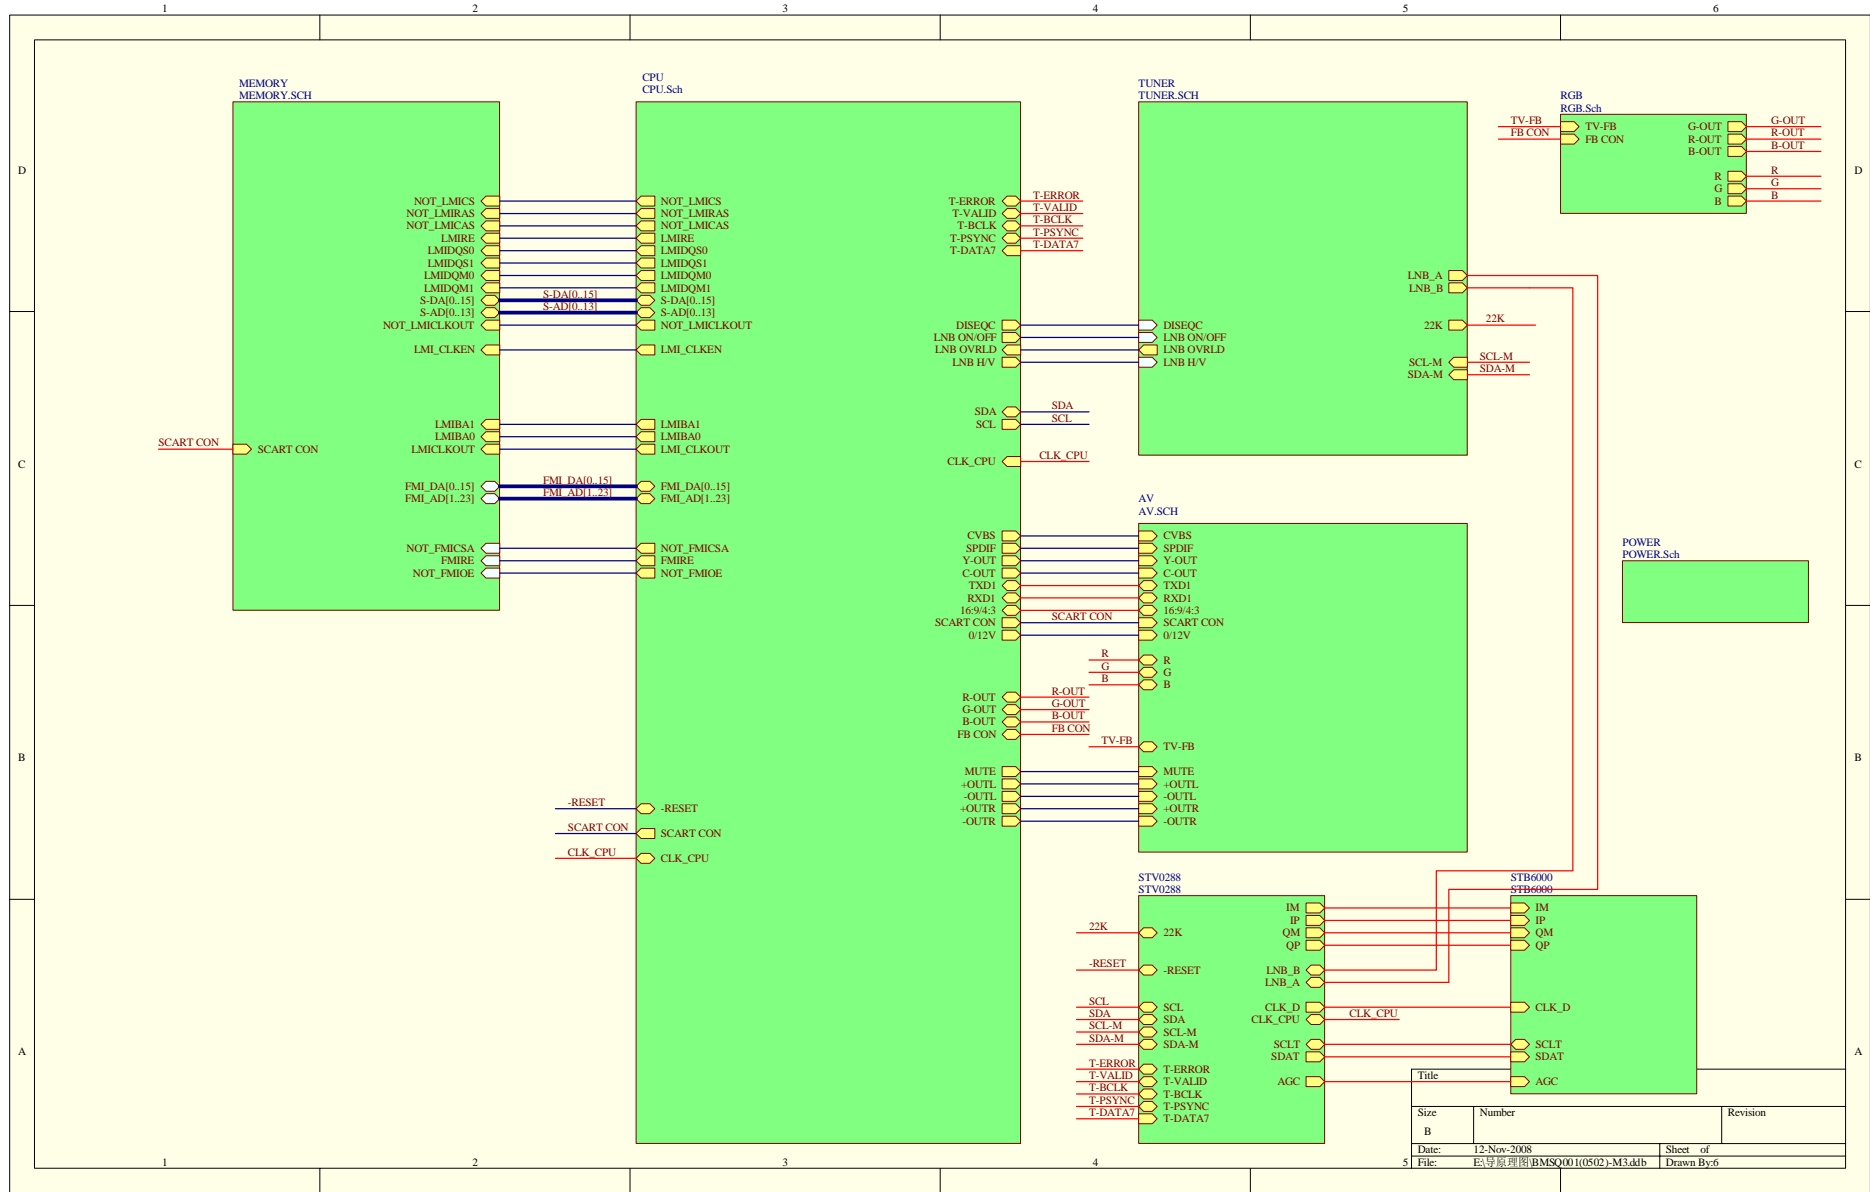 1 2 3 4 5 6
D D
C C
B B
A A
MEMORY
MEMORY.SCH
NOT_LMICS
NOT_LMIRAS
NOT_LMICAS
LMIRE
LMIDQS0
LMIDQS1
LMIDQM0
LMIDQM1
S-DA[0..15]
S-AD[0..13]
NOT_LMICLKOUT
LMI_CLKEN
LMIBA1
LMIBA0
LMICLKOUT
SCART CON
SCART CON
FMI_DA[0..15]
FMI_AD[1..23]
NOT_FMICSA
FMIRE
NOT_FMIOE
S-DA[0..15]
S-AD[0..13]
FMI_DA[0..15]
FMI_AD[1..23]
CPU
CPU.Sch
NOT_LMICS
NOT_LMIRAS
NOT_LMICAS
LMIRE
LMIDQS0
LMIDQS1
LMIDQM0
LMIDQM1
S-DA[0..15]
S-AD[0..13]
NOT_LMICLKOUT
LMI_CLKEN
LMIBA1
LMIBA0
LMI_CLKOUT
FMI_DA[0..15]
FMI_AD[1..23]
NOT_FMICSA
FMIRE
NOT_FMIOE
-RESET -RESET
SCART CON SCART CON
CLK_CPU CLK_CPU
T-ERROR T-ERROR
T-VALID T-VALID
T-BCLK T-BCLK
T-PSYNC T-PSYNC
T-DATA7 T-DATA7
DISEQC
LNB ON/OFF
LNB OVRLD
LNB H/V
SDA SDA
SCL SCL
CLK_CPU CLK_CPU
CVBS
SPDIF
Y-OUT
C-OUT
TXD1
RXD1
16:9/4:3
SCART CON SCART CON
0/12V
R-OUT R-OUT
G-OUT G-OUT
B-OUT B-OUT
FB CON FB CON
MUTE
+OUTL
-OUTL
+OUTR
-OUTR
TUNER
TUNER.SCH
DISEQC
LNB ON/OFF
LNB OVRLD
LNB H/V
LNB_A
LNB_B
22K 22K
SCL-M SCL-M
SDA-M SDA-M
AV
AV.SCH
CVBS
SPDIF
Y-OUT
C-OUT
TXD1
RXD1
16:9/4:3
SCART CON
0/12V
R R
G G
B B
TV-FB TV-FB
MUTE
+OUTL
-OUTL
+OUTR
-OUTR
RGB
RGB.Sch
TV-FB TV-FB
FB CON FB CON
G-OUT G-OUT
R-OUT R-OUT
B-OUT B-OUT
R R
G G
B B
POWER
POWER.Sch
STV0288
STV0288
22K 22K
-RESET -RESET
SCL SCL
SDA SDA
SCL-M SCL-M
SDA-M SDA-M
T-ERROR T-ERROR
T-VALID T-VALID
T-BCLK T-BCLK
T-PSYNC T-PSYNC
T-DATA7 T-DATA7
IM
IP
QM
QP
LNB_B
LNB_A
CLK_D
CLK_CPU CLK_CPU
SCLT
SDAT
AGC
STB6000
STB6000
IM
IP
QM
QP
CLK_D
SCLT
SDAT
AGC
Title
Size Number Revision
B
Date: 12-Nov-2008 Sheet of
File: E:\导原理图\BMSQ001(0502)-M3.ddb Drawn By:6
1 2 3 4 5